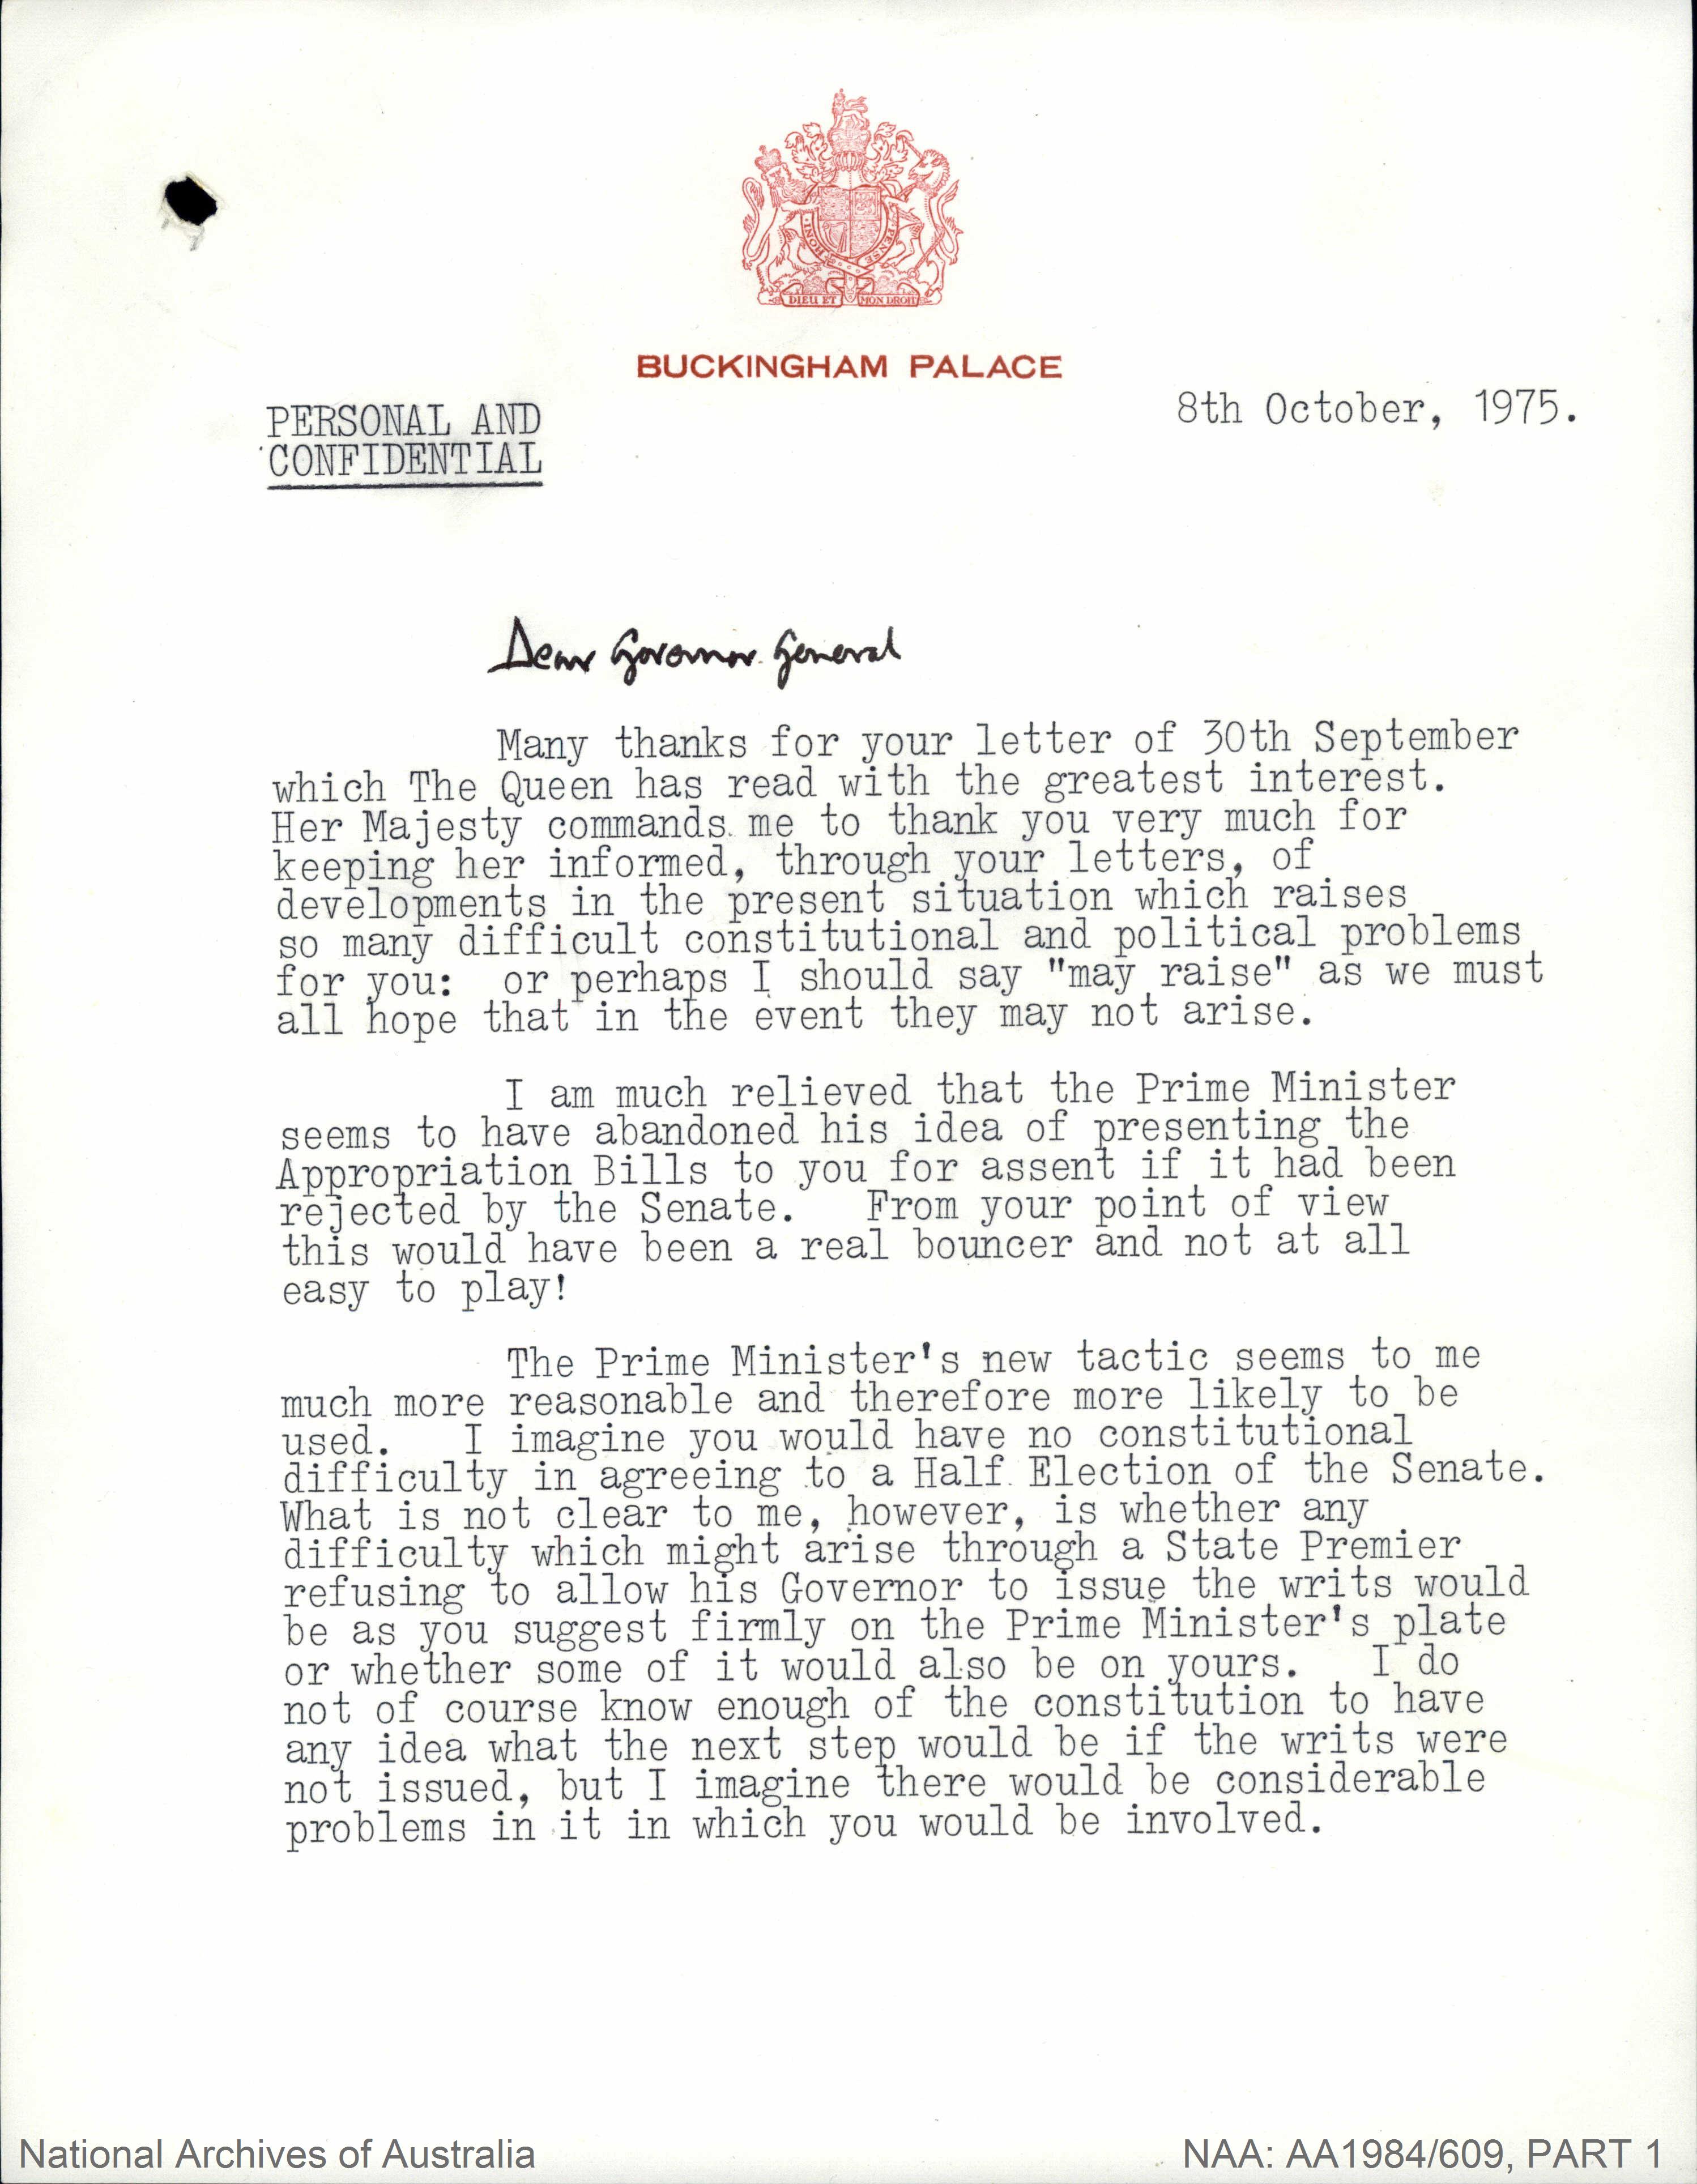 HONI PENSE
DIEU ET MON DROIT
BUCKINGHAM PALACE
8th October, 1975.
PERSONAL AND
CONFIDENTIAL
Dear Governor General
Many thanks for your letter of 30th September
which The Queen has read with the greatest interest.
Her Majesty commands me to thank you very much for
keeping her informed, through your letters, of
developments in the present situation which raises
so many difficult constitutional and political problems
for you: or perhaps I should say "may raise" as we must
all hope that in the event they may not arise.
I am much relieved that the Prime Minister
seems to have abandoned his idea of presenting the
Appropriation Bills to you for assent if it had been
rejected by the Senate. From your point of view
this would have been a real bouncer and not at all
easy to play!
The Prime Minister's new tactic seems to me
much more reasonable and therefore more likely to be
used. I imagine you would have no constitutional
difficulty in agreeing to a Half Election of the Senate.
What is not clear to me, however, is whether any
difficulty which might arise through a State Premier
refusing to allow his Governor to issue the writs would
be as you suggest firmly on the Prime Minister's plate
or whether some of it would also be on yours. I do
not of course know enough of the constitution to have
any idea what the next step would be if the writs were
not issued, but I imagine there would be considerable
problems in it in which you would be involved.
National Archives of Australia
NAA: AA1984/609, PART 1